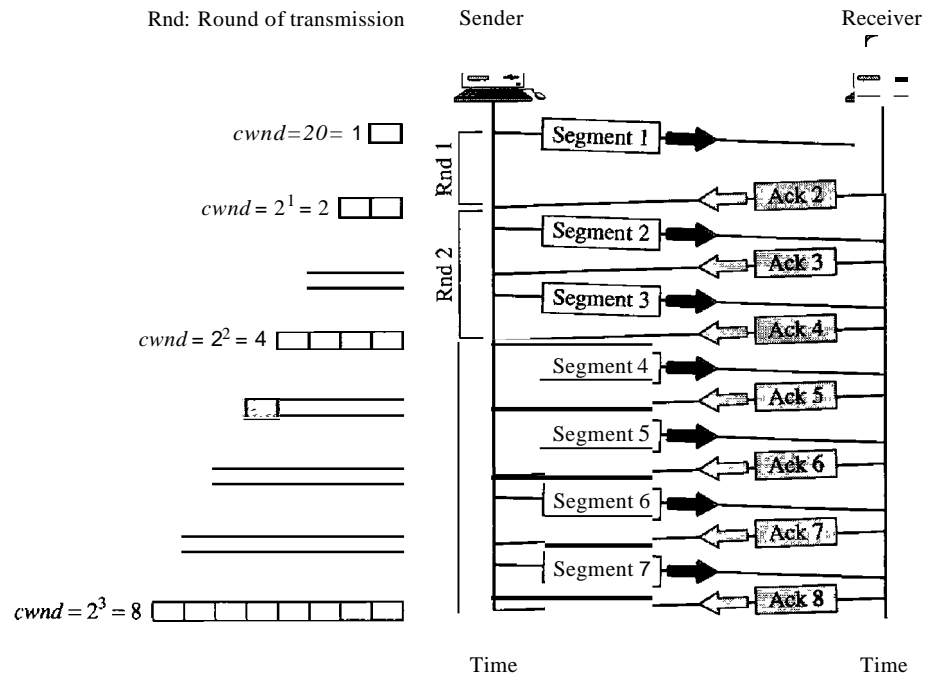 Rnd: Round of transmission
Sender
Receiver
cwnd=20= 1
Rnd 1
Segment 1
Ack 2
cwnd = 2^1 = 2
Rnd 2
Segment 2
Ack 3
Segment 3
Ack 4
cwnd = 2^2 = 4
Segment 4
Ack 5
Segment 5
Ack 6
Segment 6
Ack 7
Segment 7
Ack 8
cwnd = 2^3 = 8
Time
Time